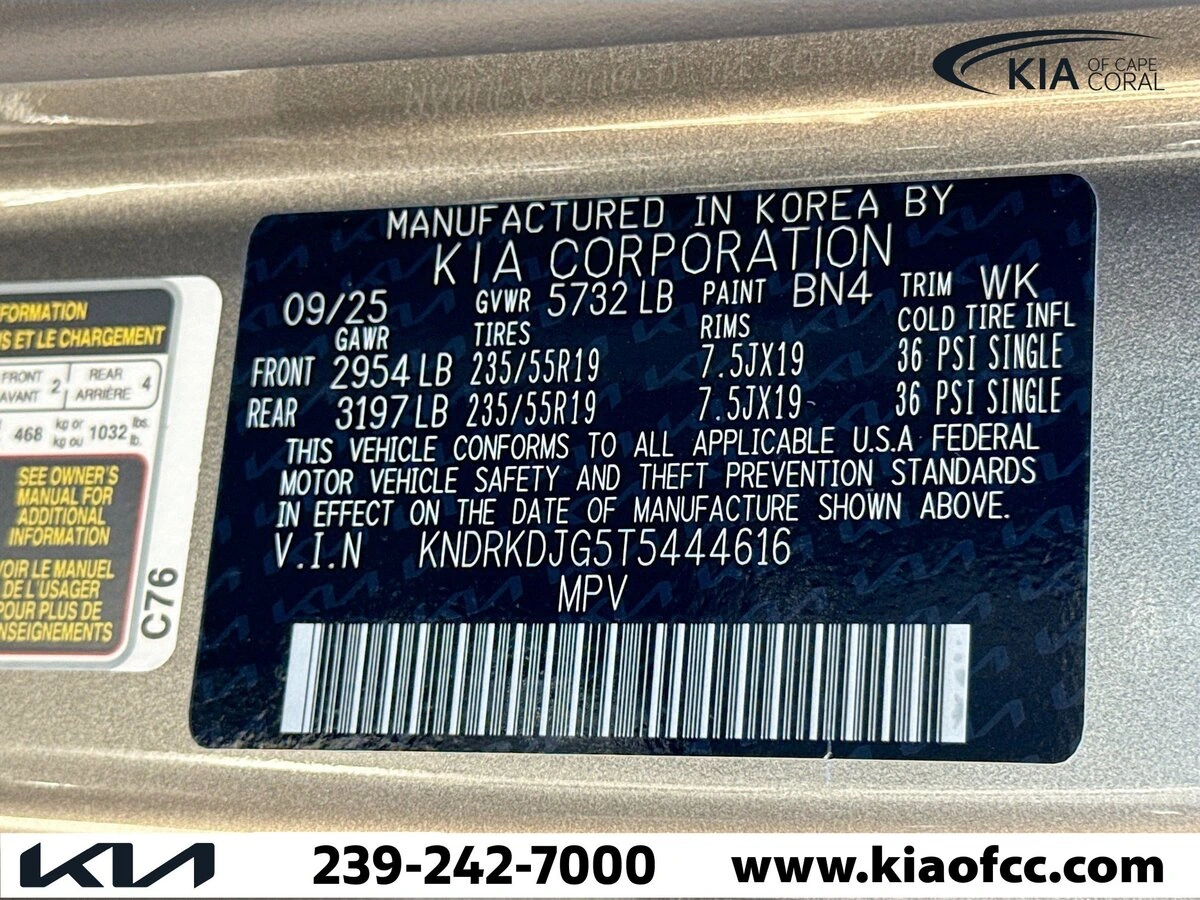 KIA OF CAPE CORAL
MANUFACTURED IN KOREA BY
KIA CORPORATION
09/25 GVWR 5732 LB PAINT BN4 TRIM WK
GAWR TIRES RIMS COLD TIRE INFL
FRONT 2954 LB 235/55R19 7.5JX19 36 PSI SINGLE
REAR 3197 LB 235/55R19 7.5JX19 36 PSI SINGLE
THIS VEHICLE CONFORMS TO ALL APPLICABLE U.S.A FEDERAL
MOTOR VEHICLE SAFETY AND THEFT PREVENTION STANDARDS
IN EFFECT ON THE DATE OF MANUFACTURE SHOWN ABOVE.
V.I.N KNDRKDJG5T5444616
MPV
FORMATION
S ET LE CHARGEMENT
FRONT 2 REAR 4
AVANT ARRIÈRE
468 kg or 1032 lbs.
kg ou lb.
SEE OWNER'S
MANUAL FOR
ADDITIONAL
INFORMATION
VOIR LE MANUEL
DE L'USAGER
POUR PLUS DE
NSEIGNEMENTS
C76
KIA 239-242-7000 www.kiaofcc.com